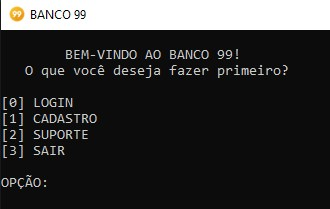 99 BANCO 99
BEM-VINDO AO BANCO 99!
O que você deseja fazer primeiro?
[0] LOGIN
[1] CADASTRO
[2] SUPORTE
[3] SAIR
OPÇÃO: